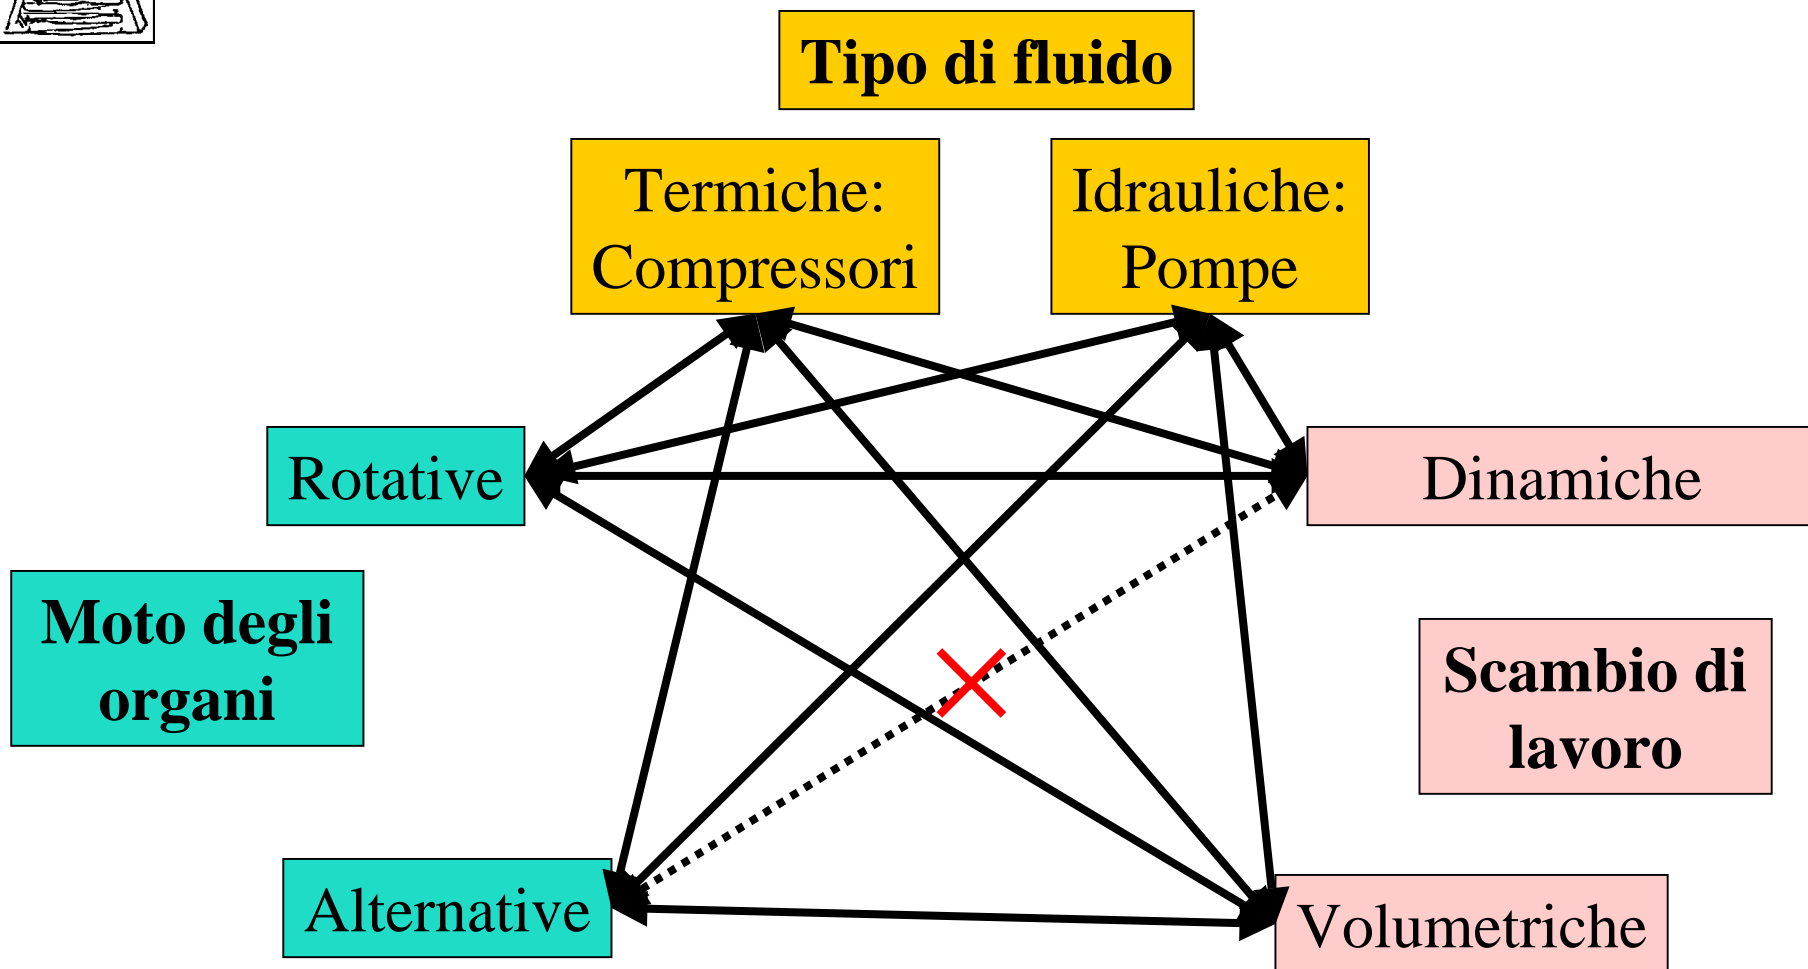 Tipo di fluido
Termiche:
Compressori
Idrauliche:
Pompe
Rotative
Dinamiche
Moto degli
organi
Scambio di
lavoro
Alternative
Volumetriche